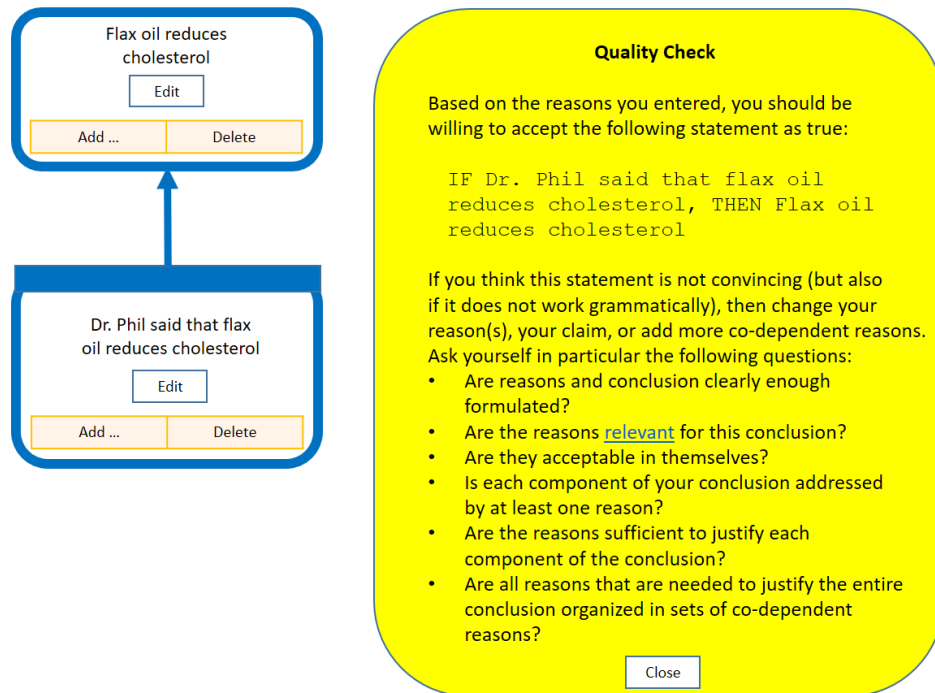 Flax oil reduces
cholesterol
Edit
Add ...
Delete
Dr. Phil said that flax
oil reduces cholesterol
Edit
Add ...
Delete
Quality Check
Based on the reasons you entered, you should be
willing to accept the following statement as true:
IF Dr. Phil said that flax oil
reduces cholesterol, THEN Flax oil
reduces cholesterol
If you think this statement is not convincing (but also
if it does not work grammatically), then change your
reason(s), your claim, or add more co-dependent reasons.
Ask yourself in particular the following questions:
• Are reasons and conclusion clearly enough
formulated?
• Are the reasons relevant for this conclusion?
• Are they acceptable in themselves?
• Is each component of your conclusion addressed
by at least one reason?
• Are the reasons sufficient to justify each
component of the conclusion?
• Are all reasons that are needed to justify the entire
conclusion organized in sets of co-dependent
reasons?
Close